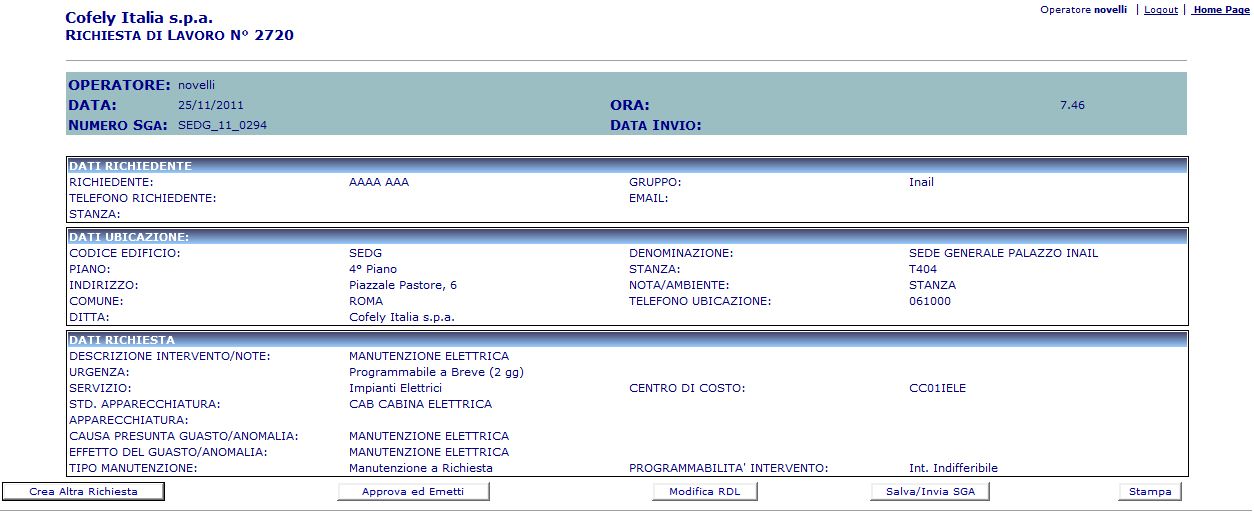 Operatore novelli | Logout | Home Page
Cofely Italia s.p.a.
RICHIESTA DI LAVORO N° 2720
OPERATORE: novelli
DATA: 25/11/2011 ORA: 7.46
NUMERO SGA: SEDG_11_0294 DATA INVIO:
DATI RICHIEDENTE
RICHIEDENTE: AAAA AAA GRUPPO: Inail
TELEFONO RICHIEDENTE: EMAIL:
STANZA:
DATI UBICAZIONE:
CODICE EDIFICIO: SEDG DENOMINAZIONE: SEDE GENERALE PALAZZO INAIL
PIANO: 4° Piano STANZA: T404
INDIRIZZO: Piazzale Pastore, 6 NOTA/AMBIENTE: STANZA
COMUNE: ROMA TELEFONO UBICAZIONE: 061000
DITTA: Cofely Italia s.p.a.
DATI RICHIESTA
DESCRIZIONE INTERVENTO/NOTE: MANUTENZIONE ELETTRICA
URGENZA: Programmabile a Breve (2 gg)
SERVIZIO: Impianti Elettrici CENTRO DI COSTO: CC01IELE
STD. APPARECCHIATURA: CAB CABINA ELETTRICA
APPARECCHIATURA:
CAUSA PRESUNTA GUASTO/ANOMALIA: MANUTENZIONE ELETTRICA
EFFETTO DEL GUASTO/ANOMALIA: MANUTENZIONE ELETTRICA
TIPO MANUTENZIONE: Manutenzione a Richiesta PROGRAMMABILITA' INTERVENTO: Int. Indifferibile
Crea Altra Richiesta Approva ed Emetti Modifica RDL Salva/Invia SGA Stampa